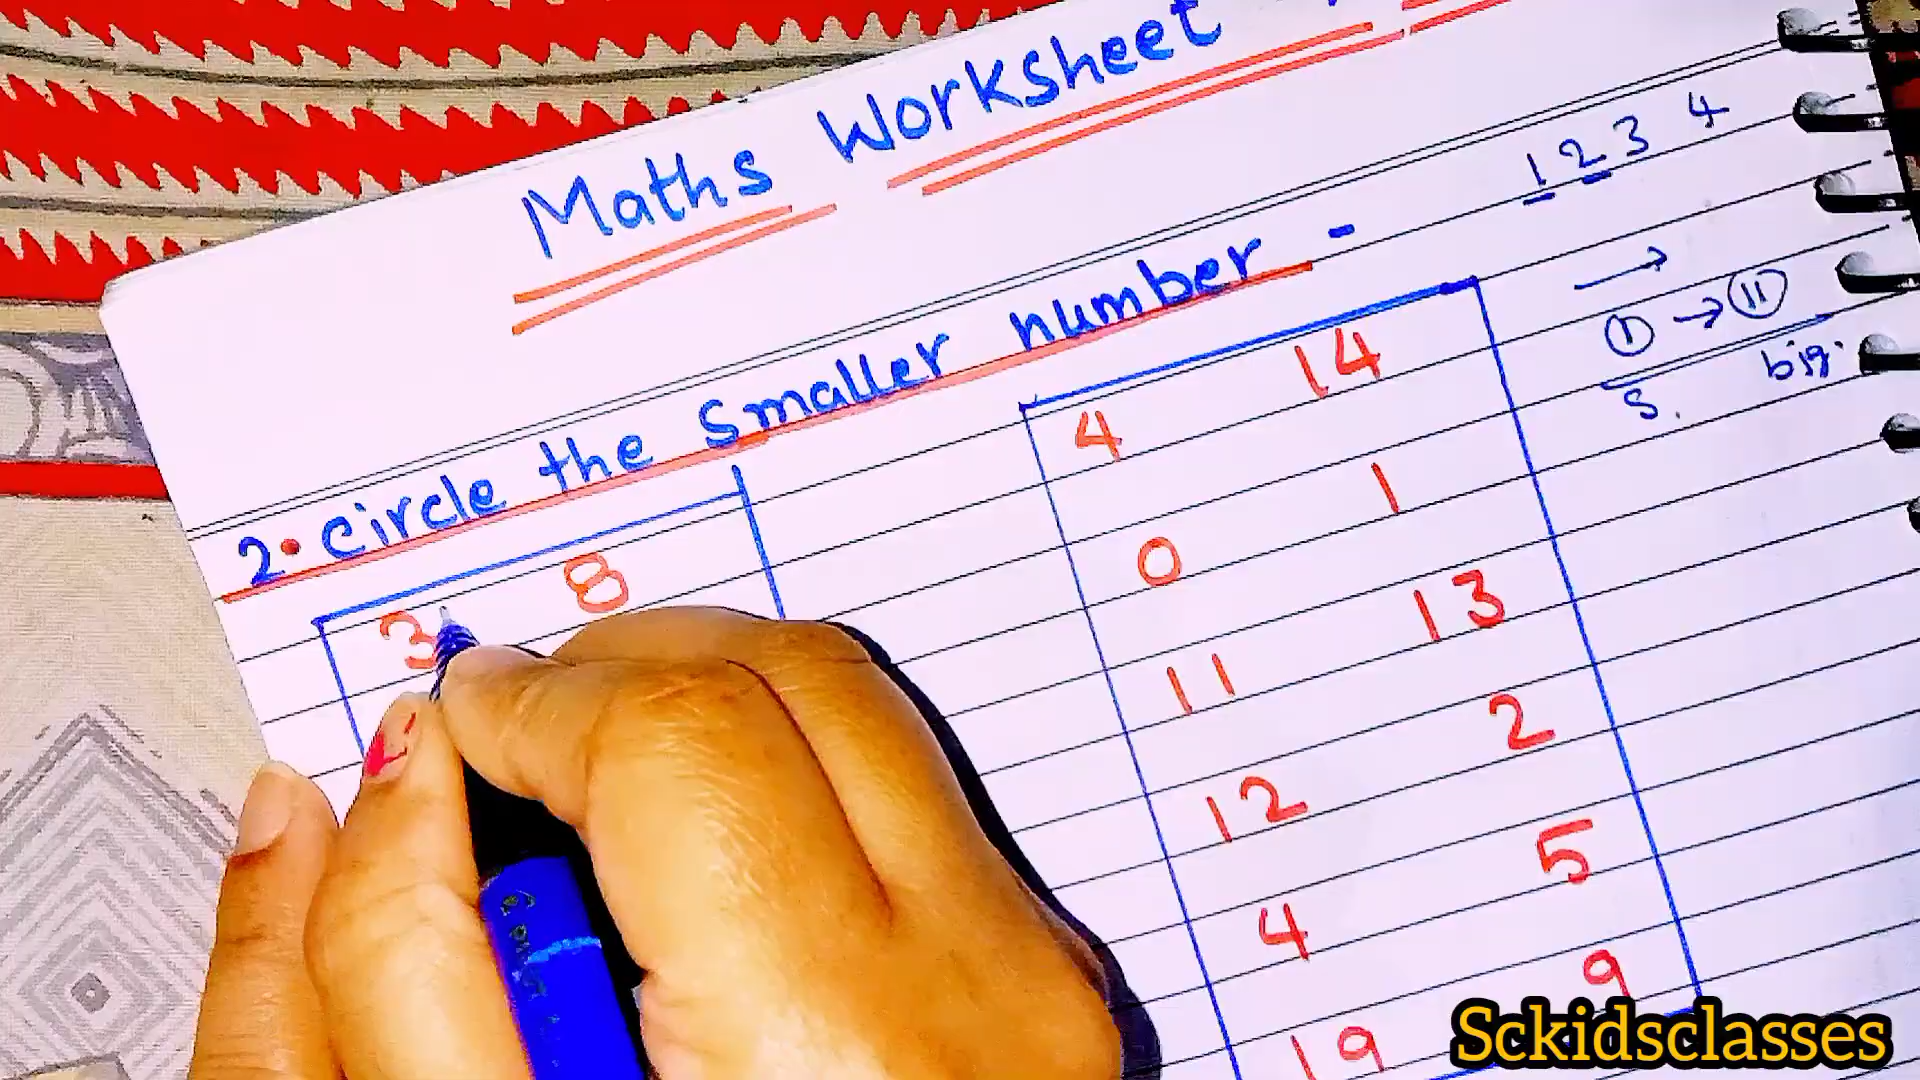 Maths Worksheet
1 2 3 4
2. circle the smaller number -
1 → 11
S. big.
3 8
4 14
0 1
11 13
12 2
4 5
19 9
Sckidsclasses